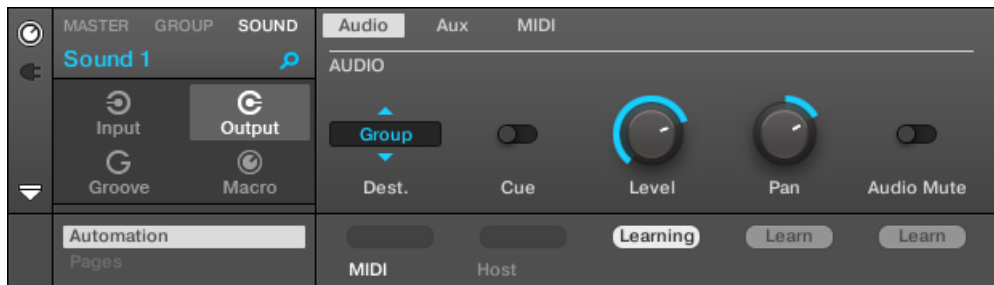 MASTER GROUP SOUND
Sound 1
Input Output
Groove Macro
Automation
Pages
Audio Aux MIDI
AUDIO
Group
Dest. Cue Level Pan Audio Mute
Learning Learn Learn
MIDI Host